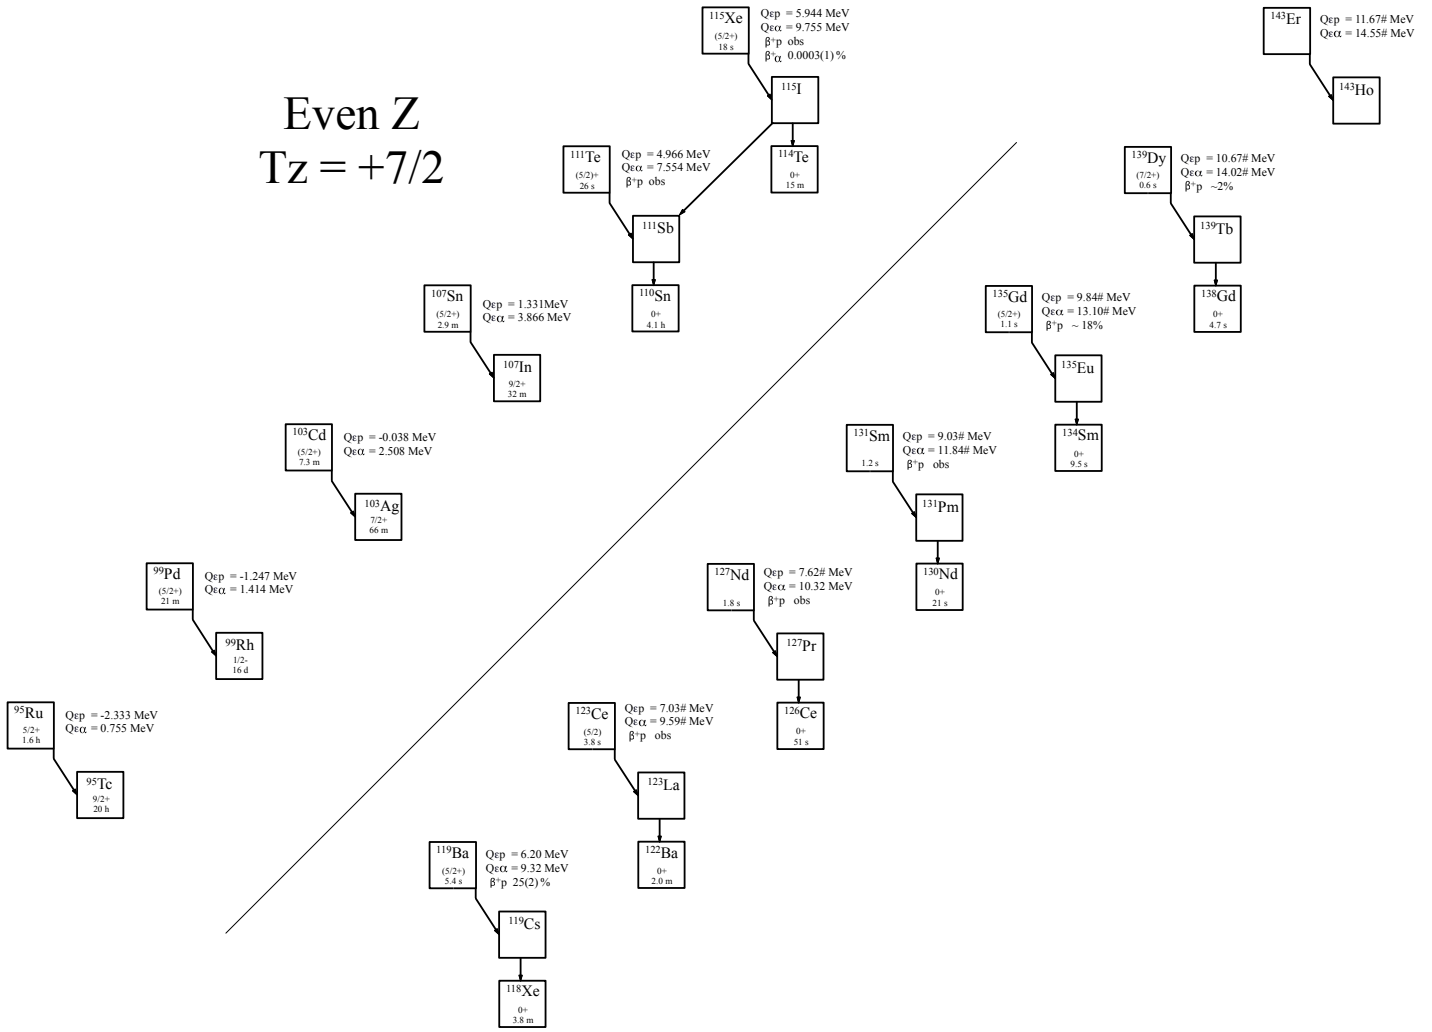 Even Z
Tz = +7/2
¹¹⁵Xe
(5/2+)
18 s
Qεp = 5.944 MeV
Qεα = 9.755 MeV
β⁺p obs
β⁺α 0.0003(1) %
¹¹⁵I
¹¹⁴Te
0+
15 m
¹¹¹Te
(5/2)+
26 s
Qεp = 4.966 MeV
Qεα = 7.554 MeV
β⁺p obs
¹¹¹Sb
¹¹⁰Sn
0+
4.1 h
¹⁰⁷Sn
(5/2+)
2.9 m
Qεp = 1.331MeV
Qεα = 3.866 MeV
¹⁰⁷In
9/2+
32 m
¹⁰³Cd
(5/2+)
7.3 m
Qεp = -0.038 MeV
Qεα = 2.508 MeV
¹⁰³Ag
7/2+
66 m
⁹⁹Pd
(5/2+)
21 m
Qεp = -1.247 MeV
Qεα = 1.414 MeV
⁹⁹Rh
1/2-
16 d
⁹⁵Ru
5/2+
1.6 h
Qεp = -2.333 MeV
Qεα = 0.755 MeV
⁹⁵Tc
9/2+
20 h
¹⁴³Er
Qεp = 11.67# MeV
Qεα = 14.55# MeV
¹⁴³Ho
¹³⁹Dy
(7/2+)
0.6 s
Qεp = 10.67# MeV
Qεα = 14.02# MeV
β⁺p ~2%
¹³⁹Tb
¹³⁸Gd
0+
4.7 s
¹³⁵Gd
(5/2+)
1.1 s
Qεp = 9.84# MeV
Qεα = 13.10# MeV
β⁺p ~ 18%
¹³⁵Eu
¹³⁴Sm
0+
9.5 s
¹³¹Sm
1.2 s
Qεp = 9.03# MeV
Qεα = 11.84# MeV
β⁺p obs
¹³¹Pm
¹³⁰Nd
0+
21 s
¹²⁷Nd
1.8 s
Qεp = 7.62# MeV
Qεα = 10.32 MeV
β⁺p obs
¹²⁷Pr
¹²⁶Ce
0+
51 s
¹²³Ce
(5/2)
3.8 s
Qεp = 7.03# MeV
Qεα = 9.59# MeV
β⁺p obs
¹²³La
¹²²Ba
0+
2.0 m
¹¹⁹Ba
(5/2+)
5.4 s
Qεp = 6.20 MeV
Qεα = 9.32 MeV
β⁺p 25(2) %
¹¹⁹Cs
¹¹⁸Xe
0+
3.8 m